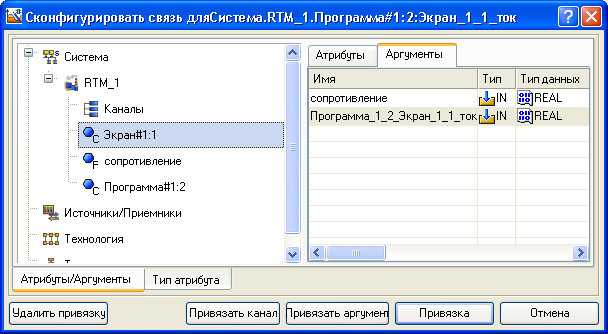 Сконфигурировать связь дляСистема.RTM_1.Программа#1:2:Экран_1_1_ток
Система
RTM_1
Каналы
Экран#1:1
сопротивление
Программа#1:2
Источники/Приемники
Технология
Атрибуты/Аргументы
Тип атрибута
Атрибуты
Аргументы
Имя
Тип
Тип данных
сопротивление
IN
REAL
Программа_1_2_Экран_1_1_ток
IN
REAL
Удалить привязку
Привязать канал
Привязать аргумент
Привязка
Отмена